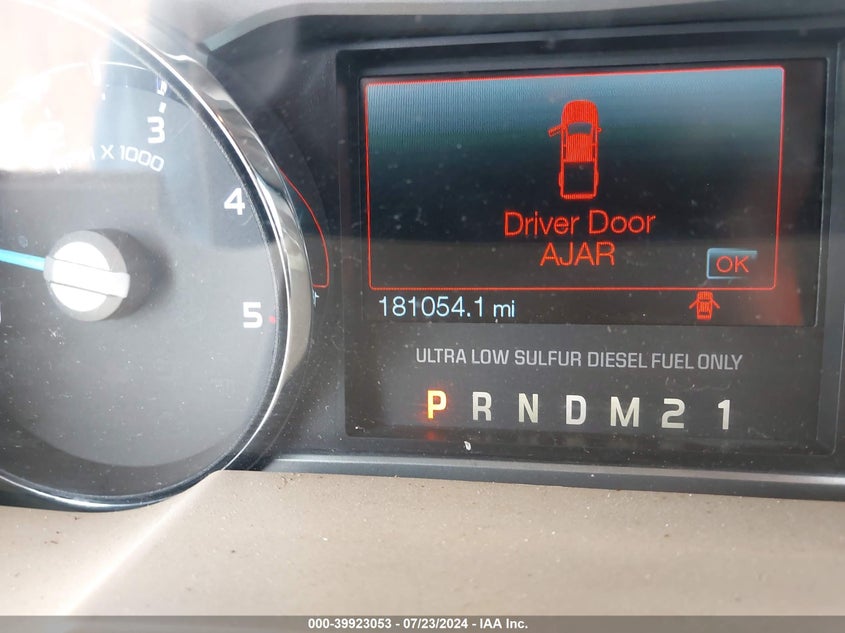 3
X 1000
4
5
Driver Door
AJAR
OK
181054.1 mi
ULTRA LOW SULFUR DIESEL FUEL ONLY
P R N D M 2 1
000-39923053 - 07/23/2024 - IAA Inc.